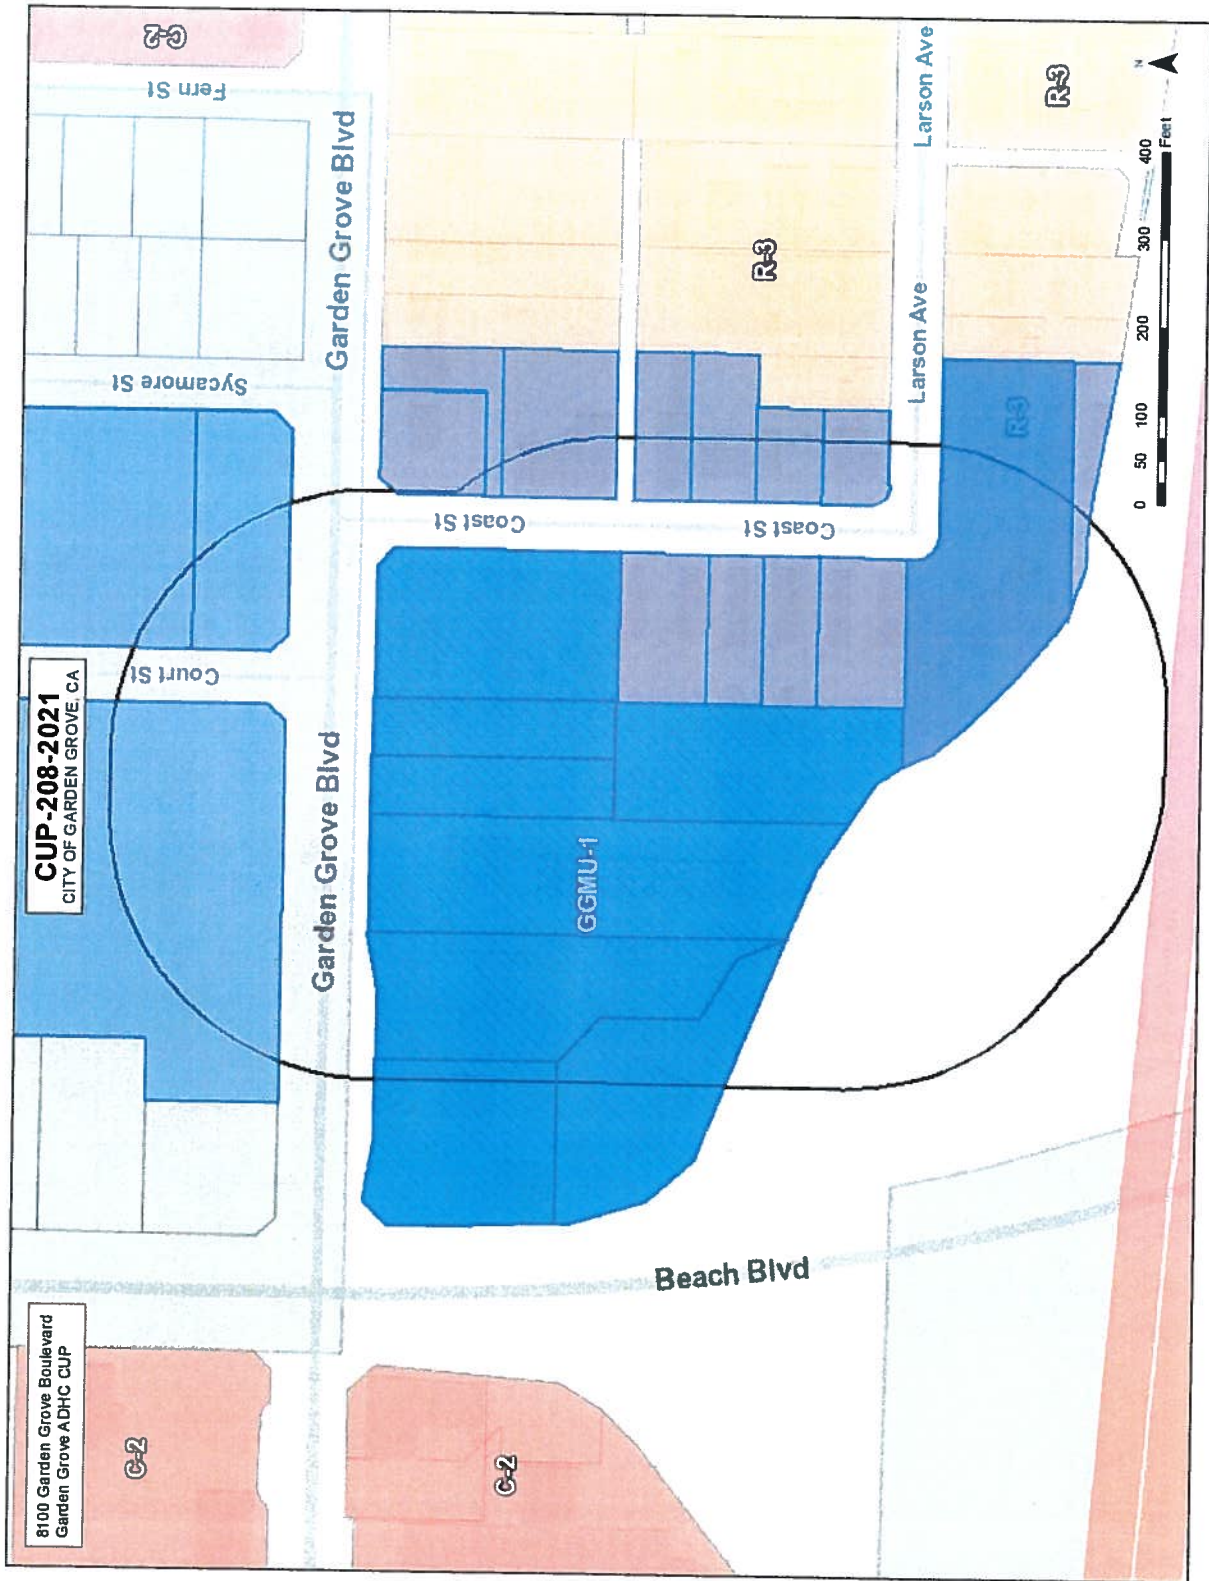 8100 Garden Grove Boulevard
Garden Grove ADHC CUP
CUP-208-2021
CITY OF GARDEN GROVE, CA
C-2
Court St
Sycamore St
Fern St
C-2
Garden Grove Blvd
Garden Grove Blvd
C-2
Beach Blvd
GGMU-1
Coast St
Coast St
R-3
Larson Ave
Larson Ave
R-3
R-3
N
0 50 100 200 300 400
Feet